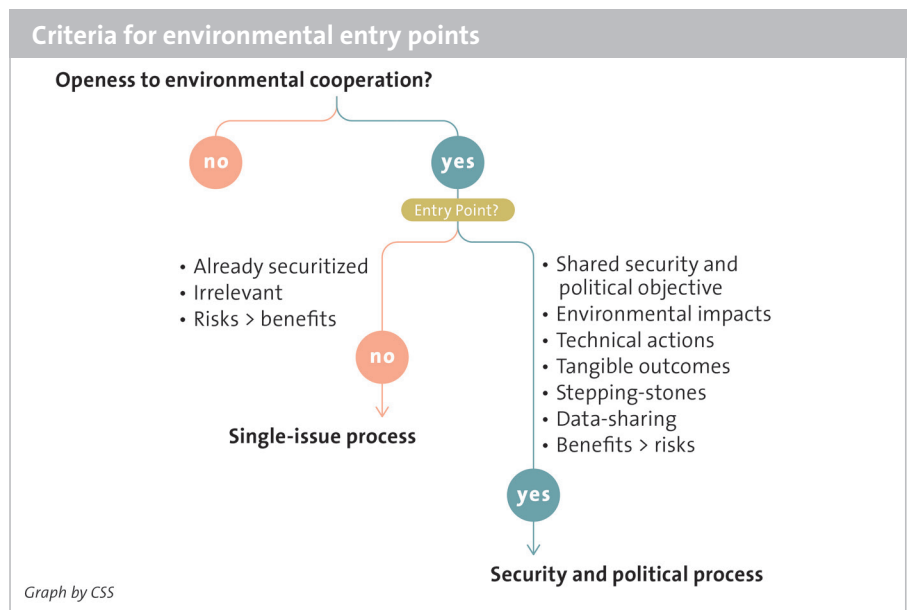 Criteria for environmental entry points
Openess to environmental cooperation?
no
yes
Entry Point?
• Already securitized
• Irrelevant
• Risks > benefits
no
Single-issue process
• Shared security and
political objective
• Environmental impacts
• Technical actions
• Tangible outcomes
• Stepping-stones
• Data-sharing
• Benefits > risks
yes
Security and political process
Graph by CSS